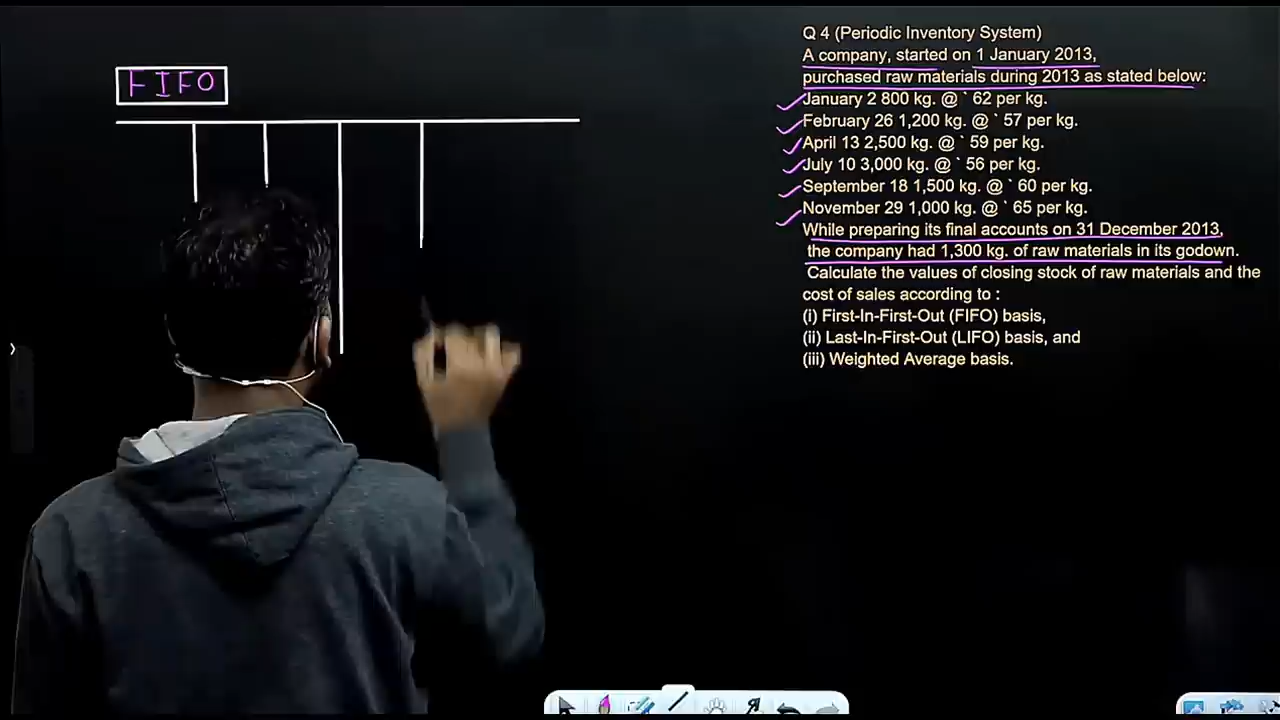 FIFO
Q 4 (Periodic Inventory System)
A company, started on 1 January 2013,
purchased raw materials during 2013 as stated below:
January 2 800 kg. @ ` 62 per kg.
February 26 1,200 kg. @ ` 57 per kg.
April 13 2,500 kg. @ ` 59 per kg.
July 10 3,000 kg. @ ` 56 per kg.
September 18 1,500 kg. @ ` 60 per kg.
November 29 1,000 kg. @ ` 65 per kg.
While preparing its final accounts on 31 December 2013,
the company had 1,300 kg. of raw materials in its godown.
Calculate the values of closing stock of raw materials and the
cost of sales according to :
(i) First-In-First-Out (FIFO) basis,
(ii) Last-In-First-Out (LIFO) basis, and
(iii) Weighted Average basis.